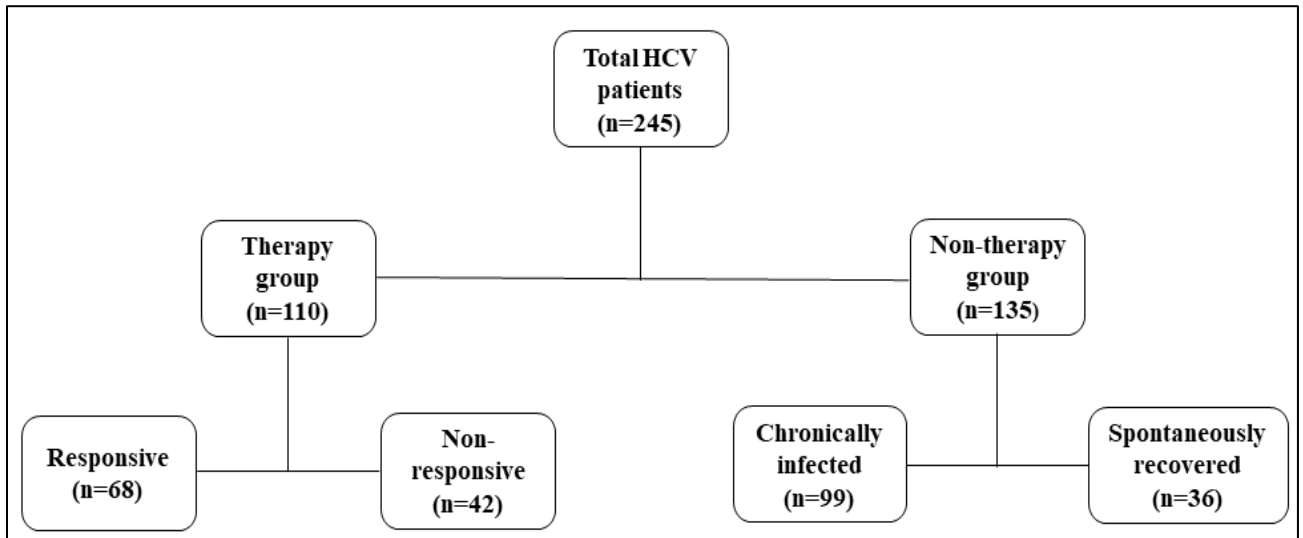 Total HCV
patients
(n=245)
Therapy
group
(n=110)
Non-therapy
group
(n=135)
Responsive
(n=68)
Non-
responsive
(n=42)
Chronically
infected
(n=99)
Spontaneously
recovered
(n=36)